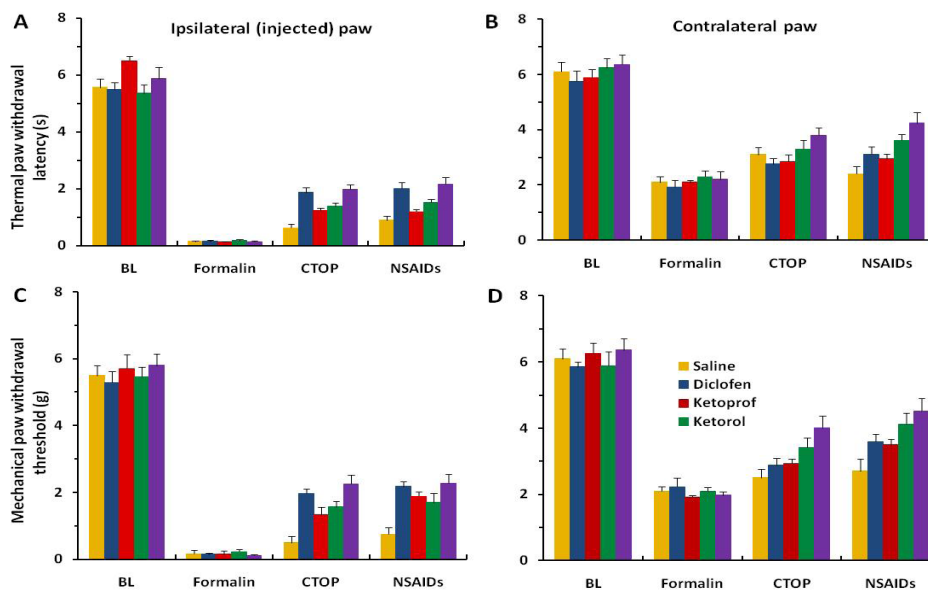 A
Ipsilateral (injected) paw
Thermal paw withdrawal
latency (s)
8
6
4
2
0
BL Formalin CTOP NSAIDs
B
Contralateral paw
8
6
4
2
0
BL Formalin CTOP NSAIDs
C
Mechanical paw withdrawal
threshold (g)
8
6
4
2
0
BL Formalin CTOP NSAIDs
D
8
6
4
2
0
Saline
Diclofen
Ketoprof
Ketorol
BL Formalin CTOP NSAIDs